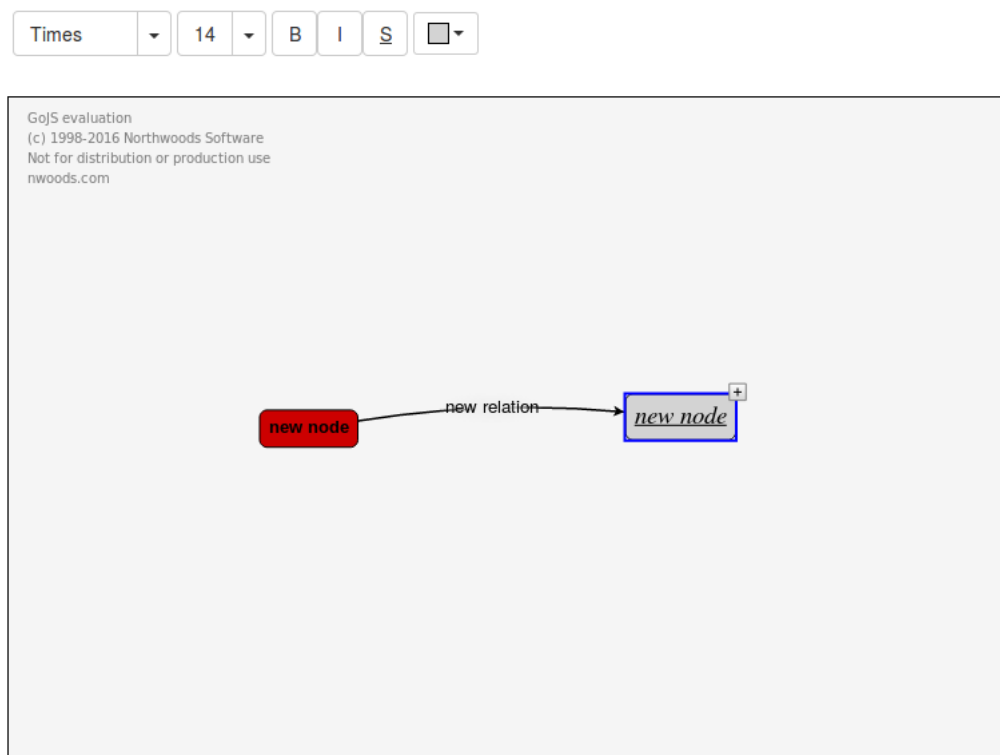 Times 14 B I S
GoJS evaluation
(c) 1998-2016 Northwoods Software
Not for distribution or production use
nwoods.com
new node new relation new node